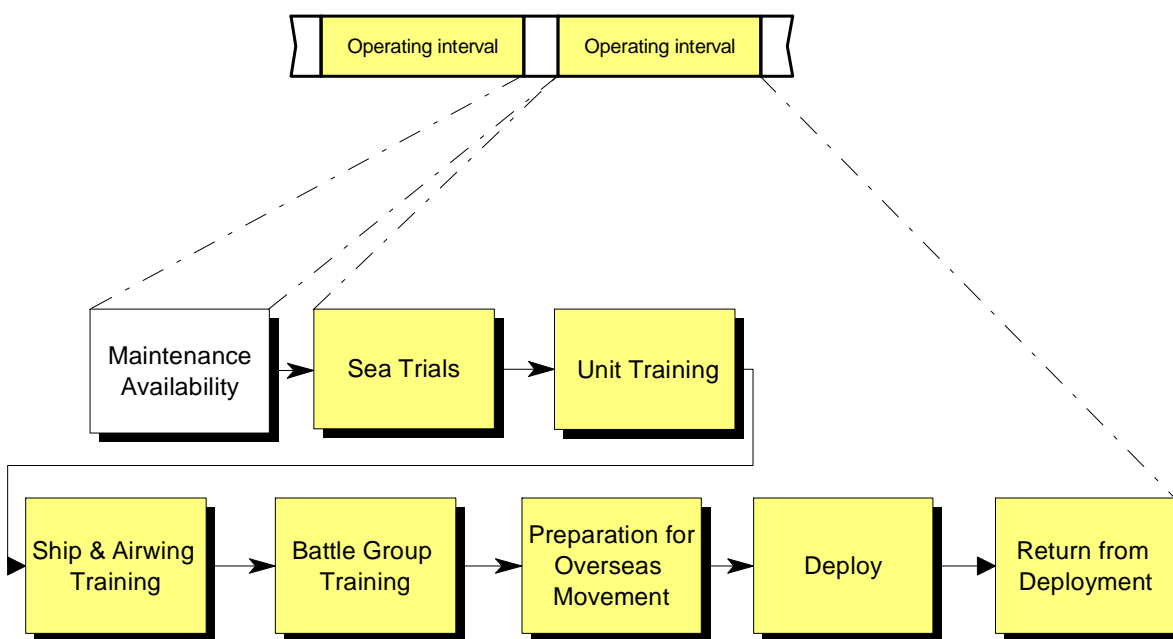 Operating interval
Operating interval
Maintenance
Availability
Sea Trials
Unit Training
Ship & Airwing
Training
Battle Group
Training
Preparation for
Overseas
Movement
Deploy
Return from
Deployment